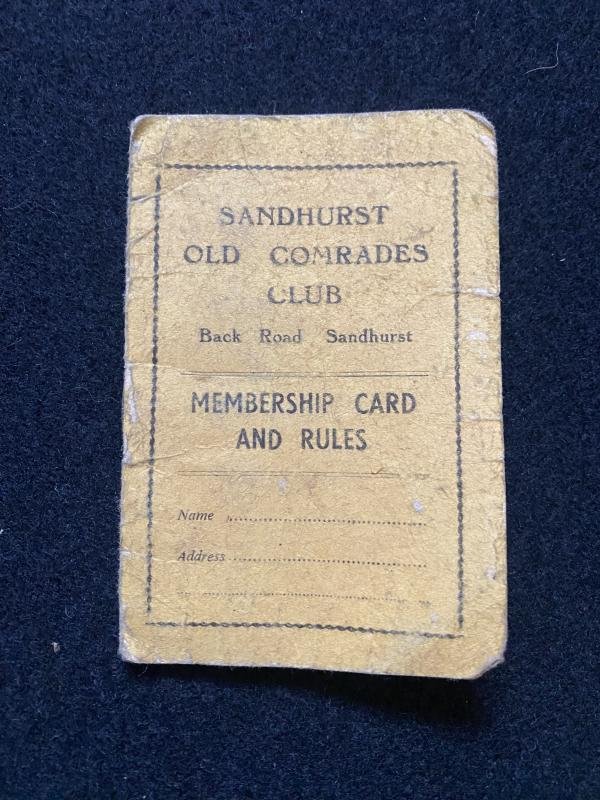 SANDHURST
OLD COMRADES
CLUB
Back Road Sandhurst
MEMBERSHIP CARD
AND RULES
Name
Address